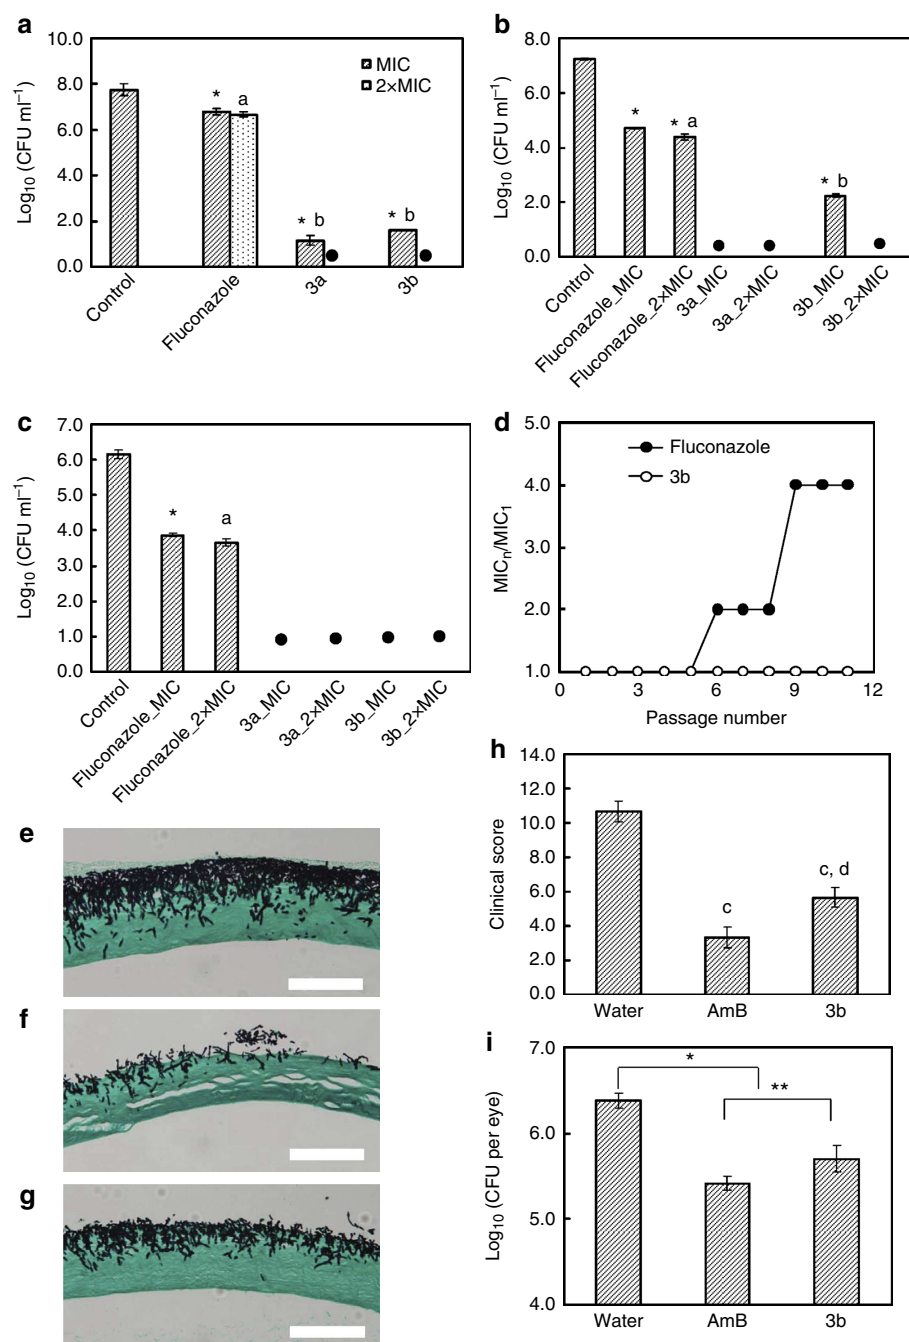 a
10.0
8.0
6.0
4.0
2.0
0.0
Log10 (CFU ml−1)
MIC
2×MIC
* a
* b
* b
Control
Fluconazole
3a
3b
b
8.0
6.0
4.0
2.0
0.0
Log10 (CFU ml−1)
*
* a
* b
Control
Fluconazole_MIC
Fluconazole_2×MIC
3a_MIC
3a_2×MIC
3b_MIC
3b_2×MIC
c
7.0
6.0
5.0
4.0
3.0
2.0
1.0
0.0
Log10 (CFU ml−1)
*
a
Control
Fluconazole_MIC
Fluconazole_2×MIC
3a_MIC
3a_2×MIC
3b_MIC
3b_2×MIC
d
5.0
4.0
3.0
2.0
1.0
MICn/MIC1
Fluconazole
3b
0 3 6 9 12
Passage number
e
f
g
h
14.0
12.0
10.0
8.0
6.0
4.0
2.0
0.0
Clinical score
c
c, d
Water AmB 3b
i
7.0
6.0
5.0
4.0
Log10 (CFU per eye)
*
**
Water AmB 3b